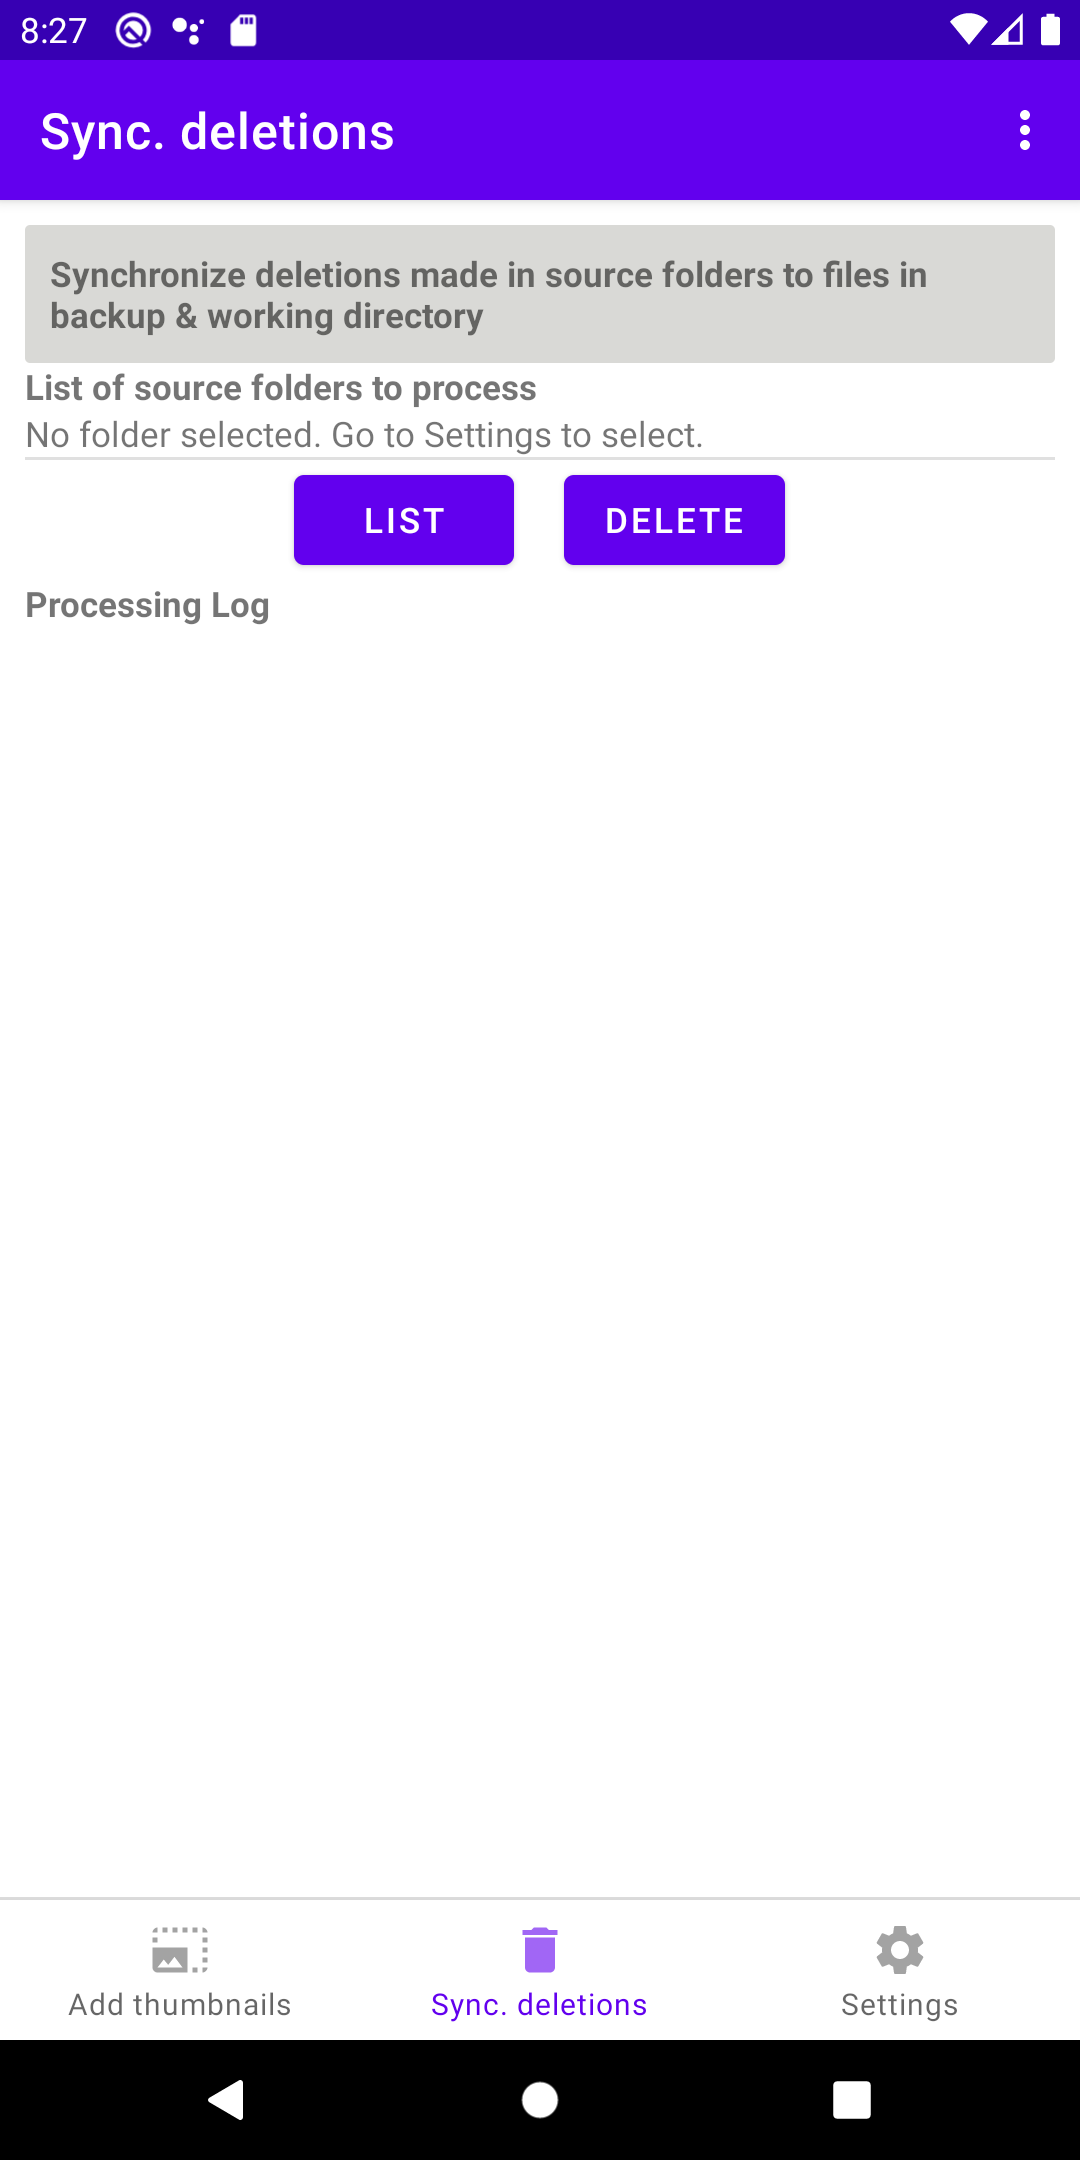 8:27
Sync. deletions
Synchronize deletions made in source folders to files in
backup & working directory
List of source folders to process
No folder selected. Go to Settings to select.
LIST
DELETE
Processing Log
Add thumbnails
Sync. deletions
Settings